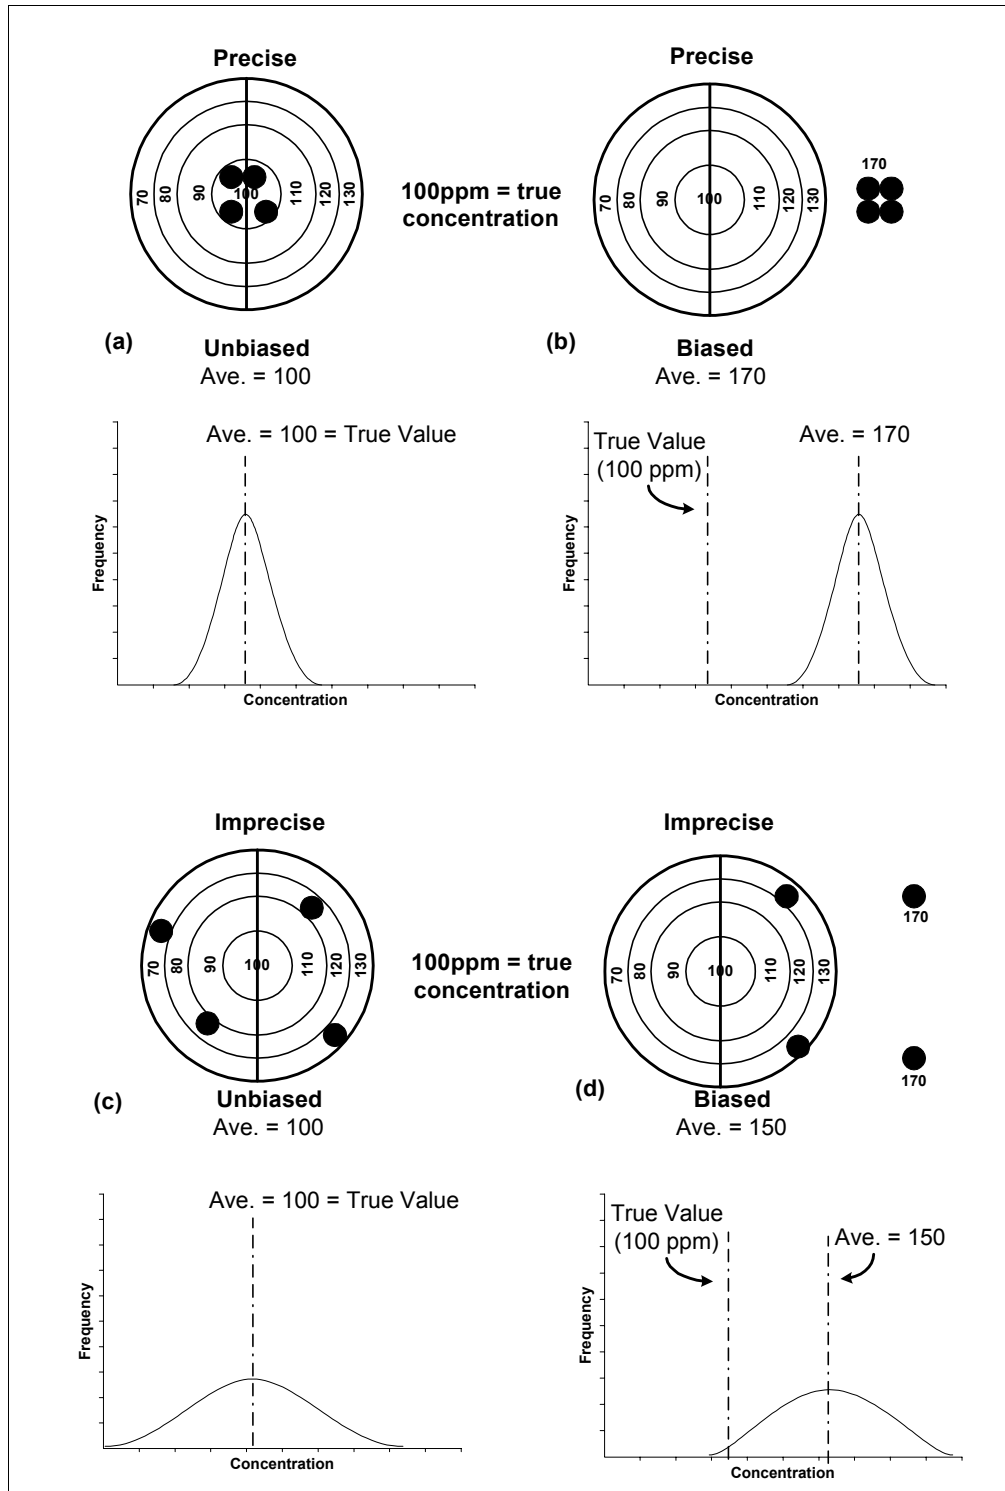 Precise
70 80 90 100 110 120 130
(a)
Unbiased
Ave. = 100
100ppm = true
concentration
Precise
70 80 90 100 110 120 130
170
(b)
Biased
Ave. = 170
Ave. = 100 = True Value
Frequency
Concentration
True Value
(100 ppm)
Ave. = 170
Frequency
Concentration
Imprecise
70 80 90 100 110 120 130
(c)
Unbiased
Ave. = 100
100ppm = true
concentration
Imprecise
70 80 90 100 110 120 130
170
170
(d)
Biased
Ave. = 150
Ave. = 100 = True Value
Frequency
Concentration
True Value
(100 ppm)
Ave. = 150
Frequency
Concentration